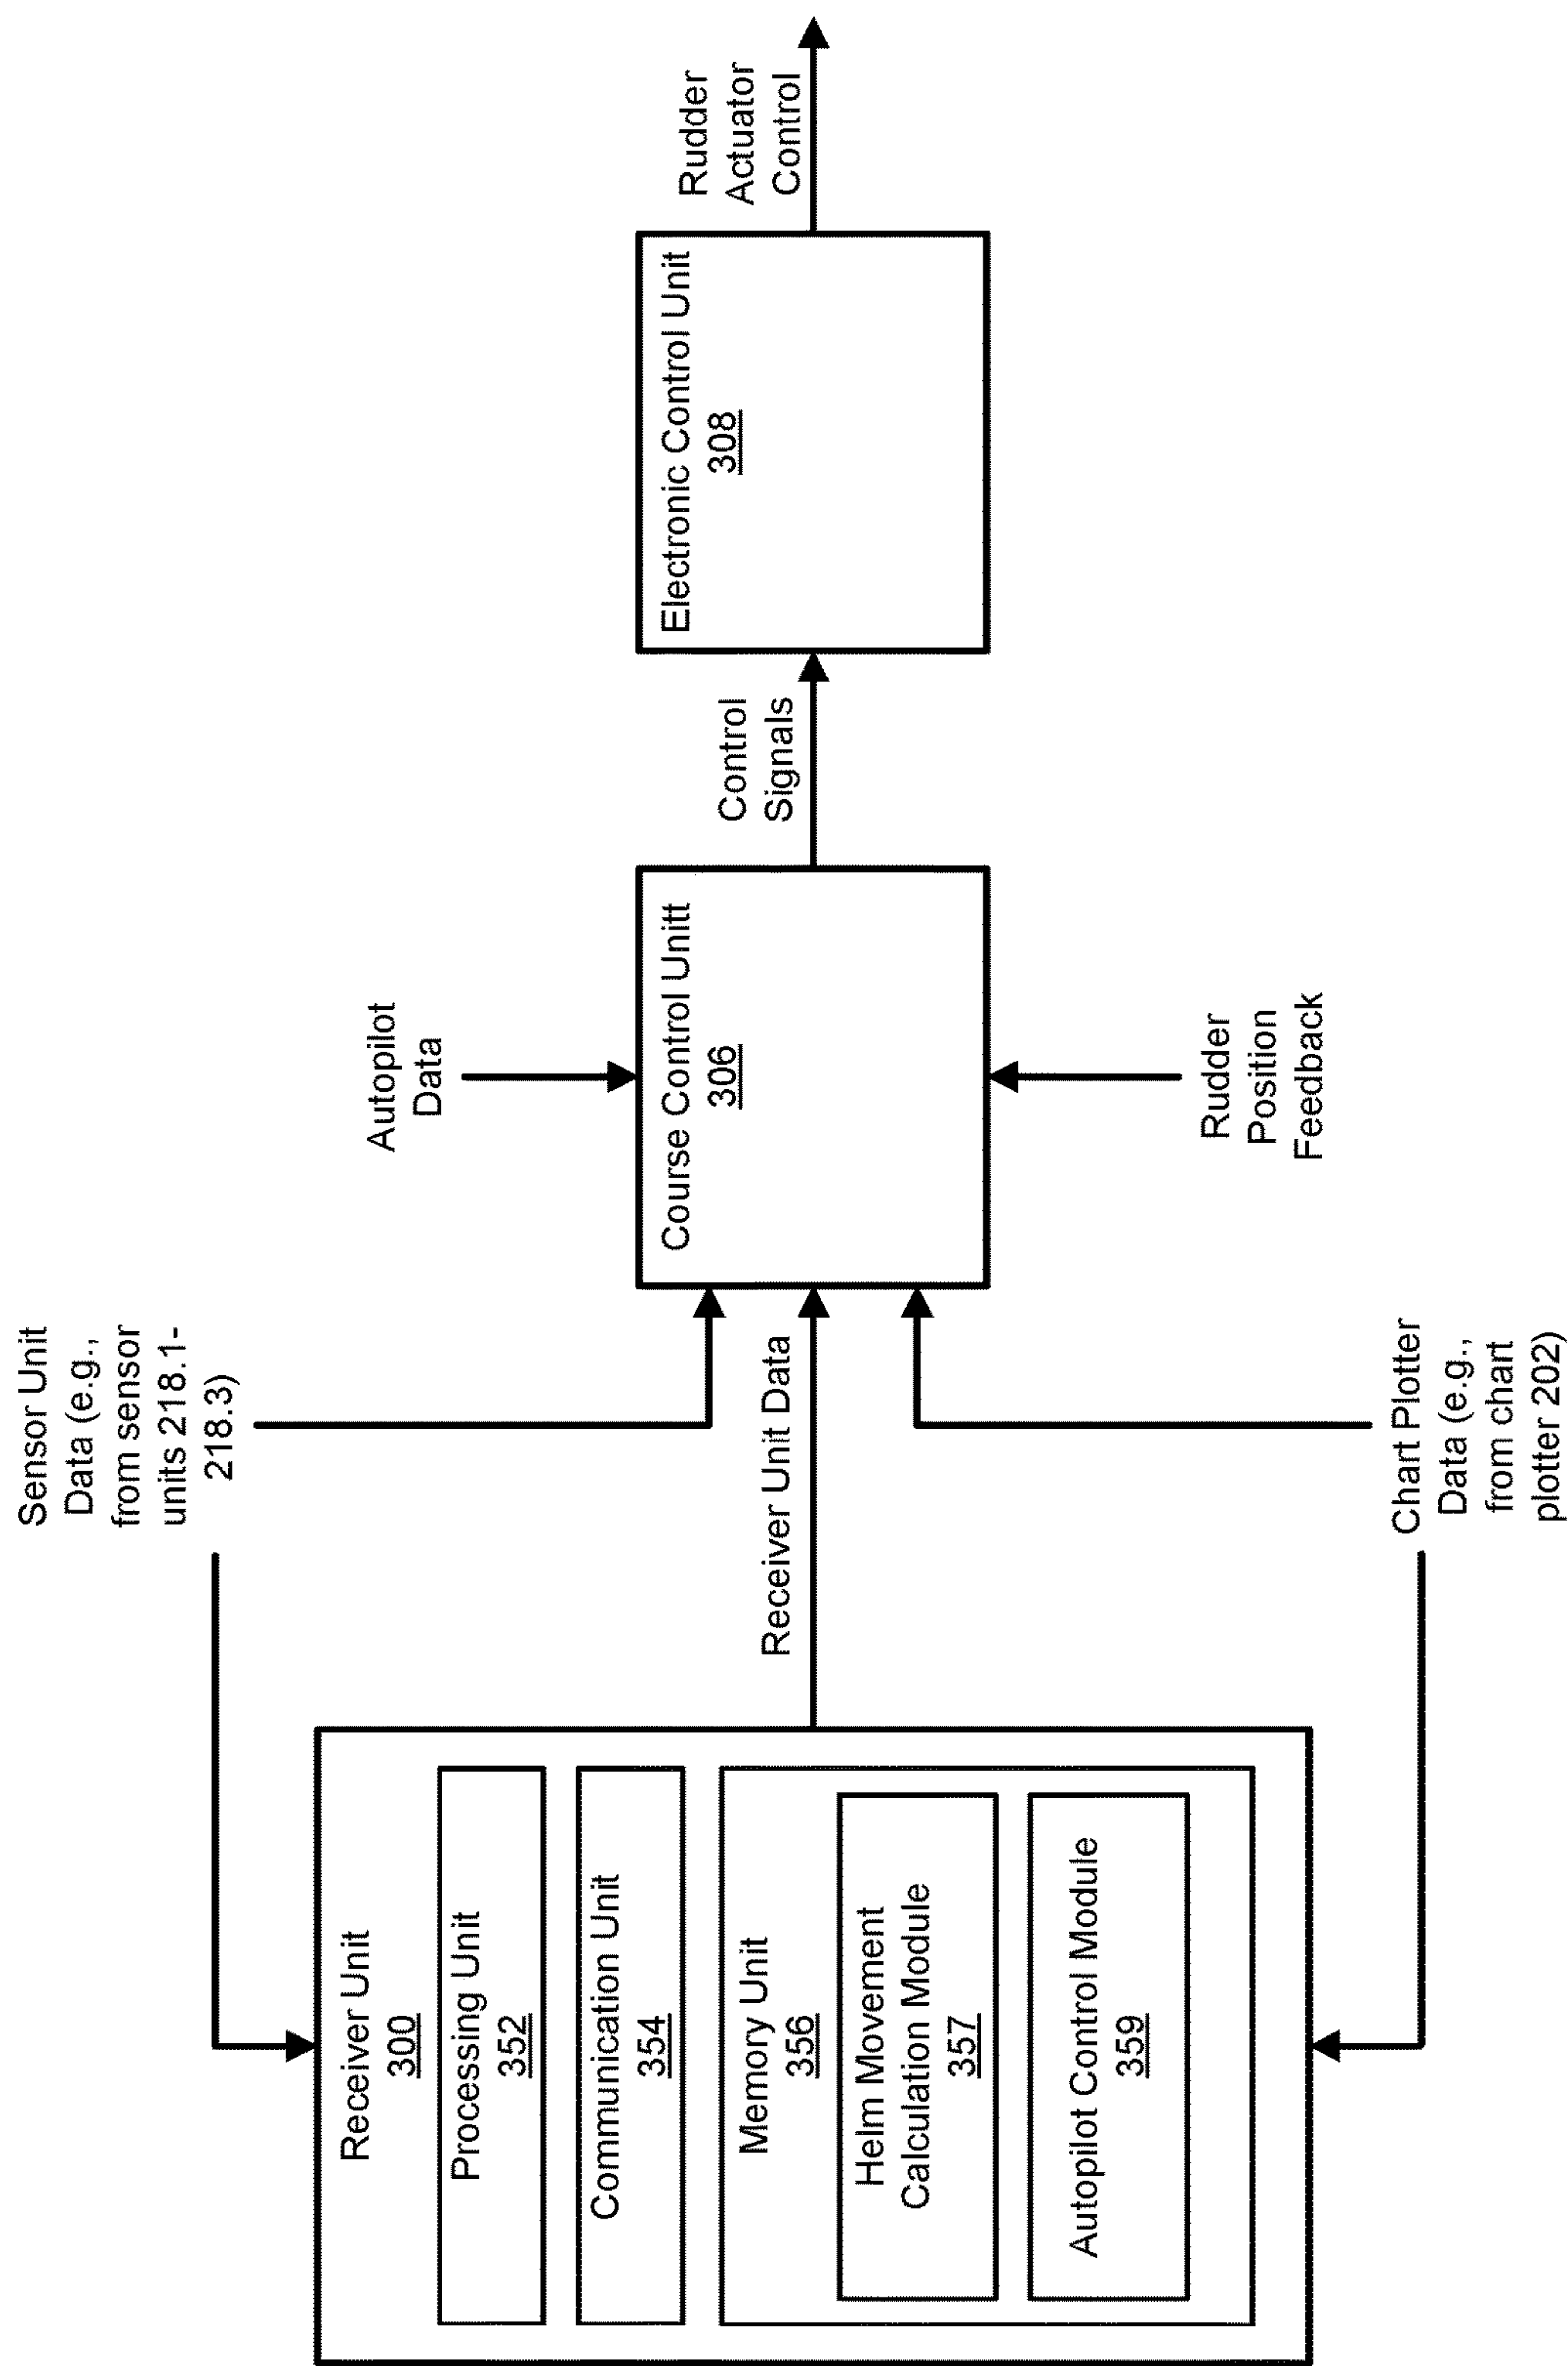 Sensor Unit
Data (e.g.,
from sensor
units 218.1-
218.3)
Receiver Unit
300
Processing Unit
352
Communication Unit
354
Memory Unit
356
Helm Movement
Calculation Module
357
Autopilot Control Module
359
Receiver Unit Data
Chart Plotter
Data (e.g.,
from chart
plotter 202)
Autopilot
Data
Course Control Unitt
306
Rudder
Position
Feedback
Control
Signals
Electronic Control Unit
308
Rudder
Actuator
Control